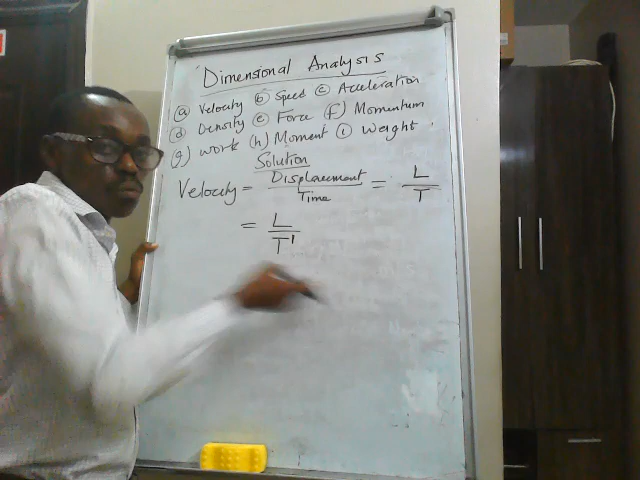 Dimensional Analysis
(a) Velocity (b) Speed (c) Acceleration
(d) Density (e) Force (f) Momentum
(g) work (h) Moment (i) Weight.
Solution
Velocity = Displacement/Time = L/T
= L/T¹